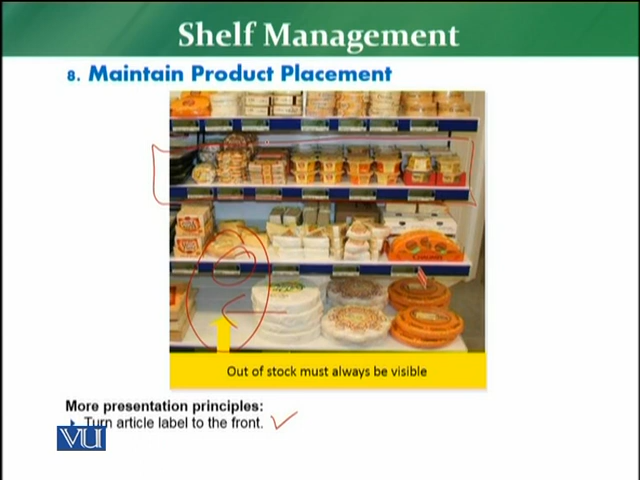 Shelf Management
8. Maintain Product Placement
Out of stock must always be visible
More presentation principles:
Turn article label to the front.
VU